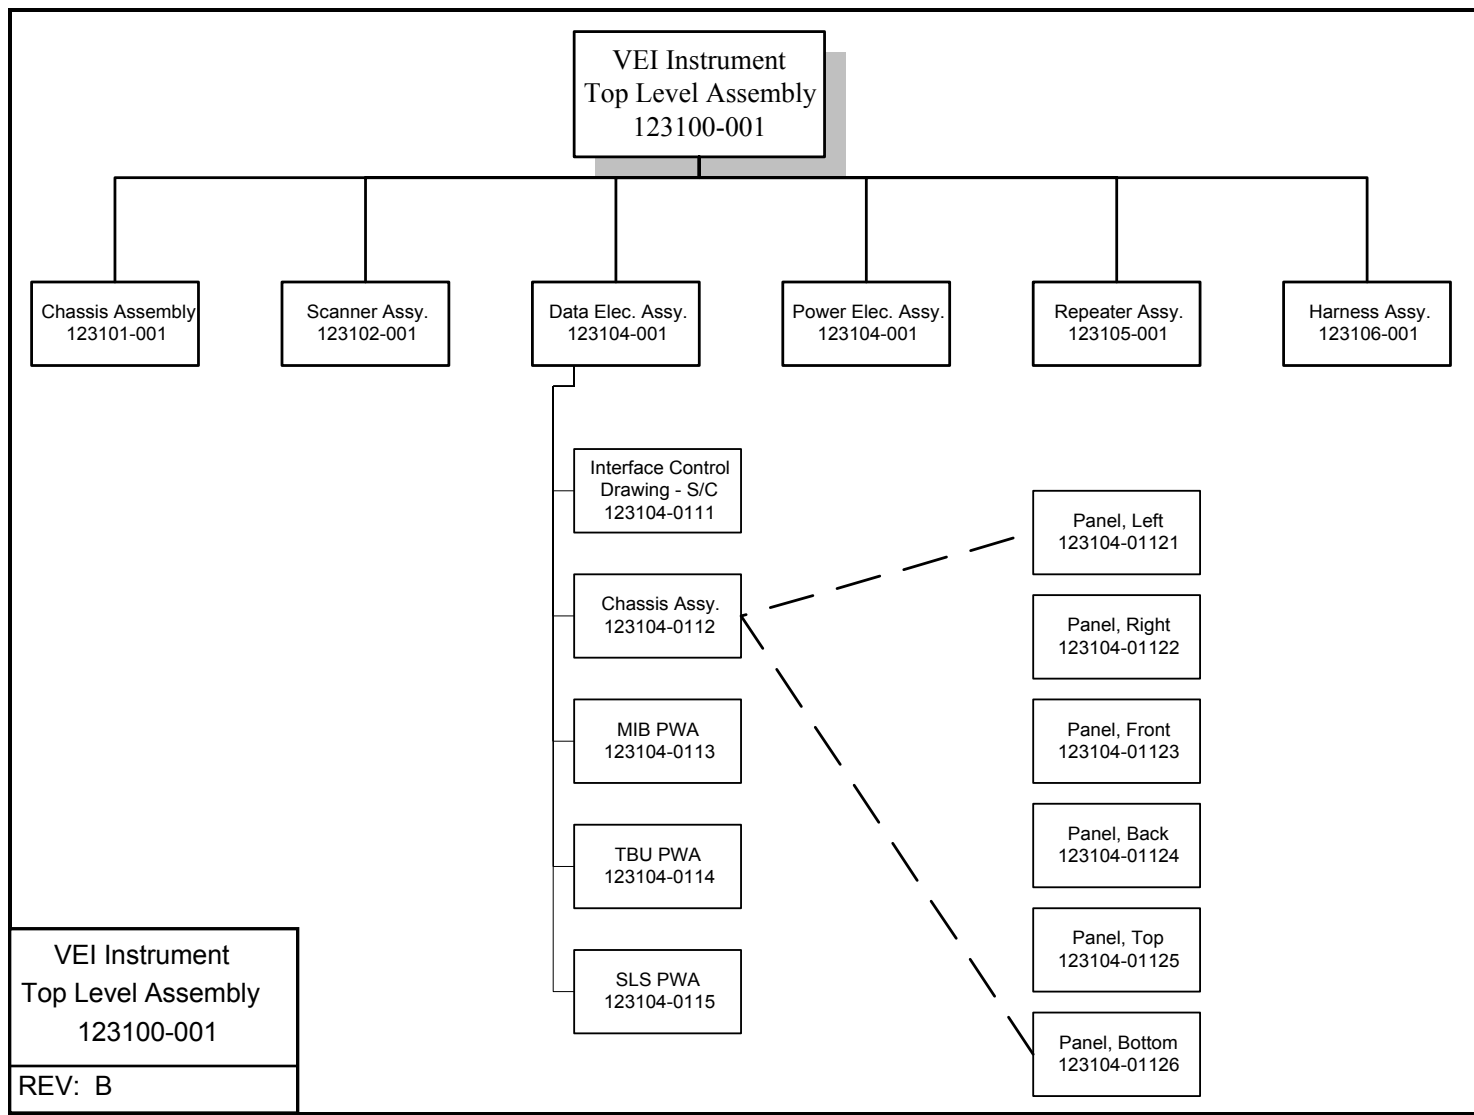 VEI Instrument
Top Level Assembly
123100-001
Chassis Assembly
123101-001
Scanner Assy.
123102-001
Data Elec. Assy.
123104-001
Power Elec. Assy.
123104-001
Repeater Assy.
123105-001
Harness Assy.
123106-001
Interface Control
Drawing - S/C
123104-0111
Chassis Assy.
123104-0112
MIB PWA
123104-0113
TBU PWA
123104-0114
SLS PWA
123104-0115
Panel, Left
123104-01121
Panel, Right
123104-01122
Panel, Front
123104-01123
Panel, Back
123104-01124
Panel, Top
123104-01125
Panel, Bottom
123104-01126
VEI Instrument
Top Level Assembly
123100-001
REV: B